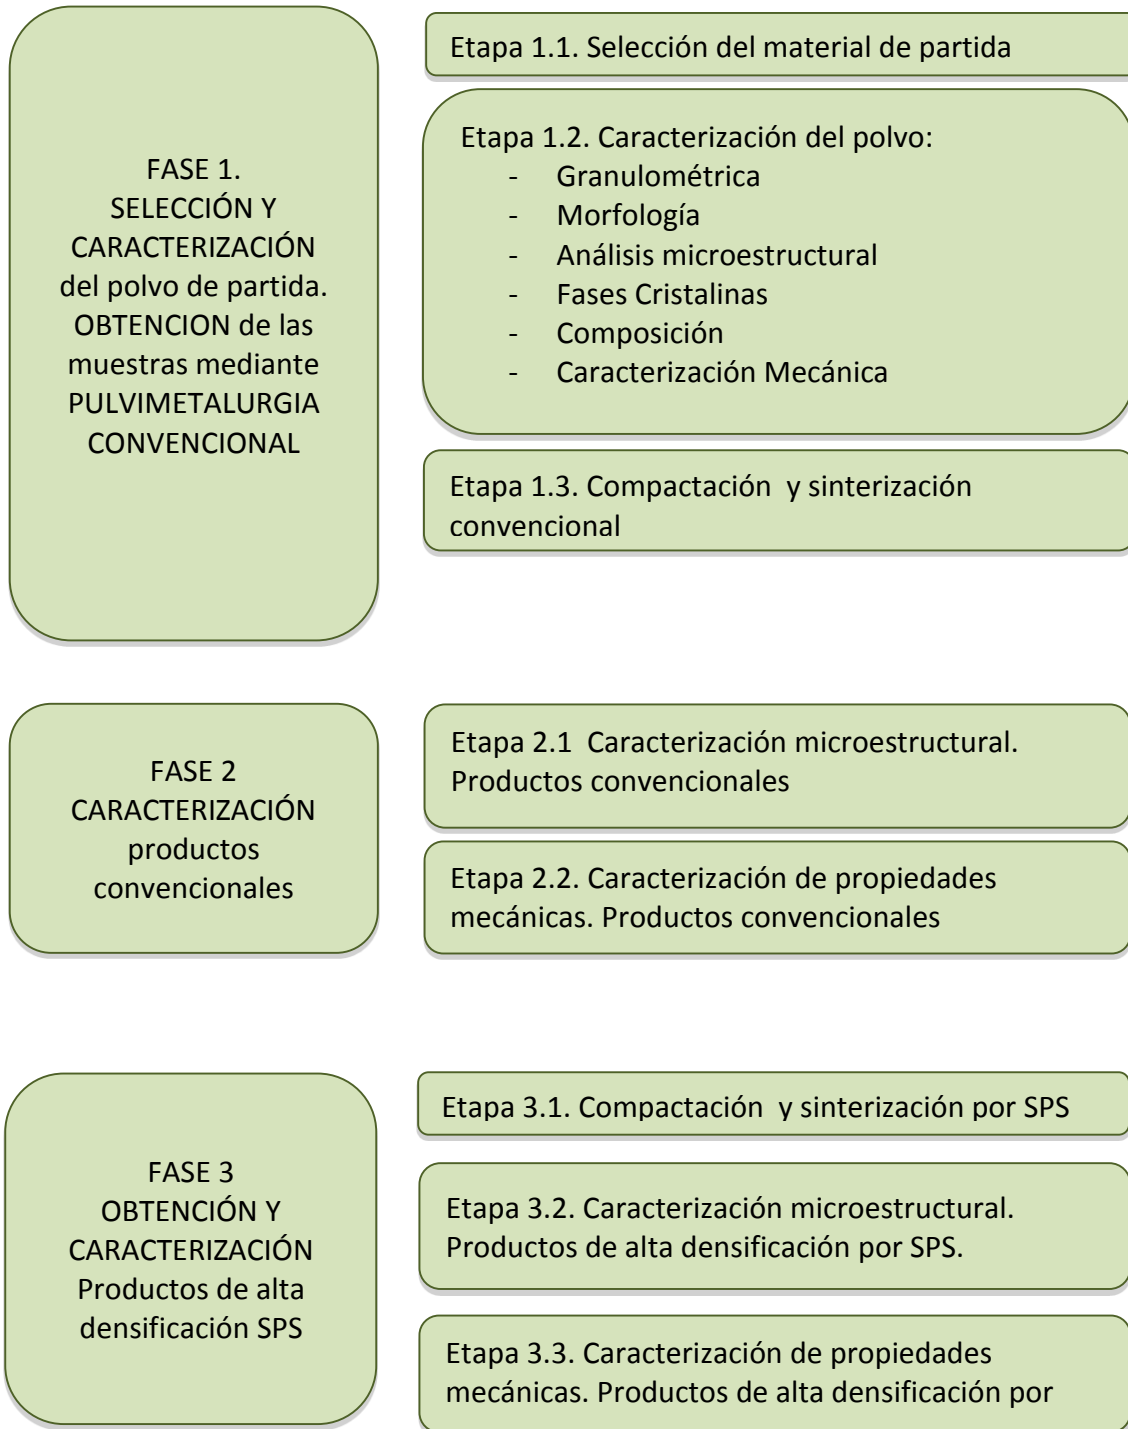 FASE 1.
SELECCIÓN Y
CARACTERIZACIÓN
del polvo de partida.
OBTENCION de las
muestras mediante
PULVIMETALURGIA
CONVENCIONAL
Etapa 1.1. Selección del material de partida
Etapa 1.2. Caracterización del polvo:
- Granulométrica
- Morfología
- Análisis microestructural
- Fases Cristalinas
- Composición
- Caracterización Mecánica
Etapa 1.3. Compactación y sinterización
convencional
FASE 2
CARACTERIZACIÓN
productos
convencionales
Etapa 2.1 Caracterización microestructural.
Productos convencionales
Etapa 2.2. Caracterización de propiedades
mecánicas. Productos convencionales
FASE 3
OBTENCIÓN Y
CARACTERIZACIÓN
Productos de alta
densificación SPS
Etapa 3.1. Compactación y sinterización por SPS
Etapa 3.2. Caracterización microestructural.
Productos de alta densificación por SPS.
Etapa 3.3. Caracterización de propiedades
mecánicas. Productos de alta densificación por